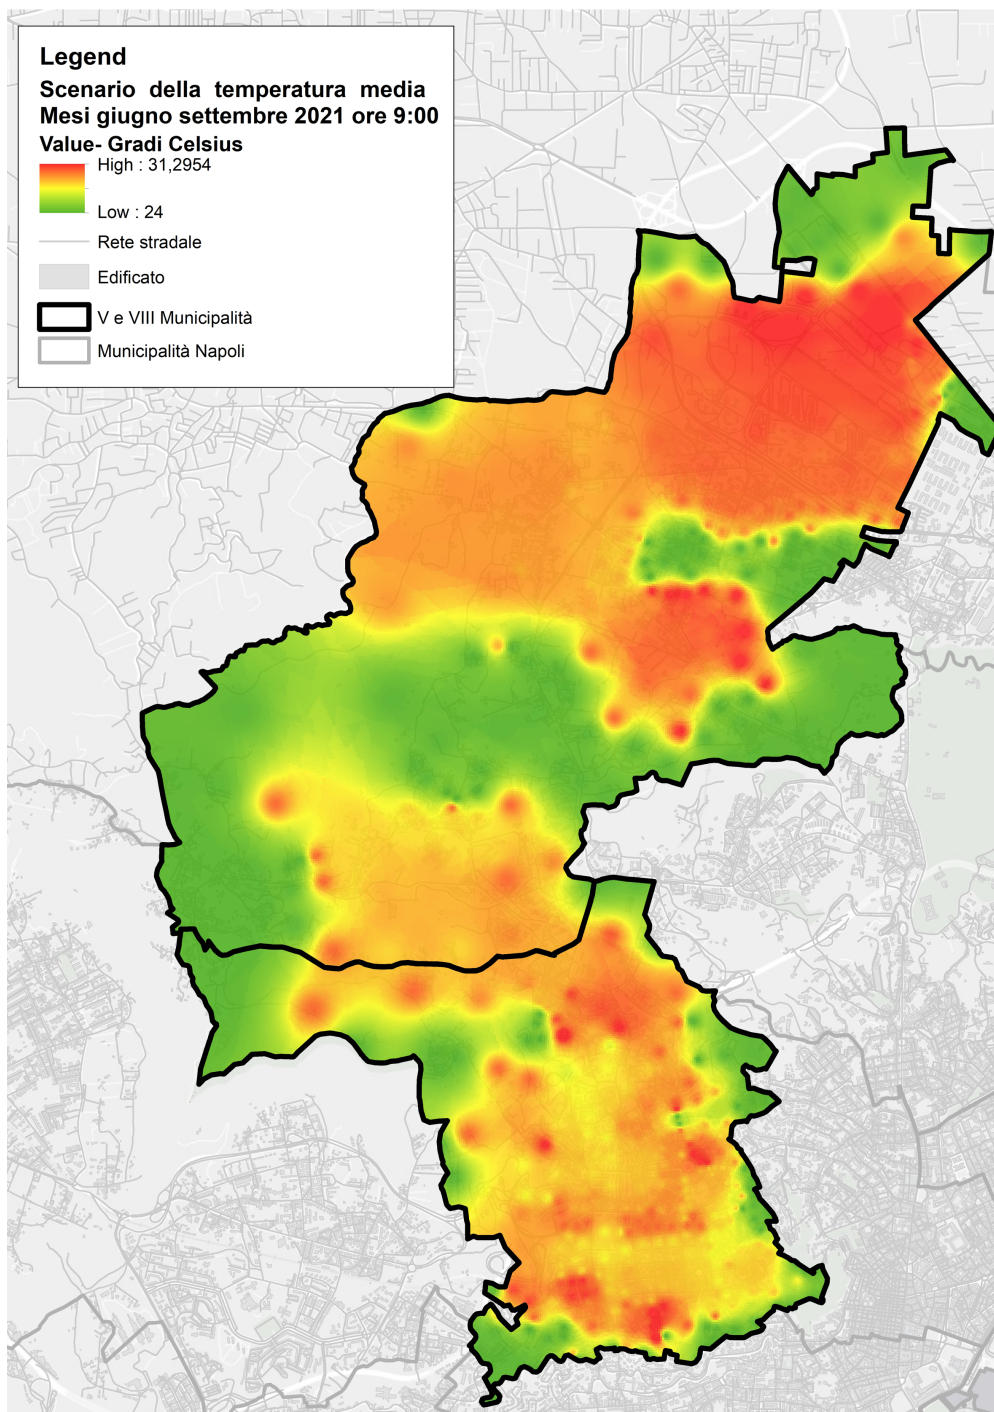 Legend
Scenario della temperatura media
Mesi giugno settembre 2021 ore 9:00
Value- Gradi Celsius
High : 31,2954
Low : 24
Rete stradale
Edificato
V e VIII Municipalità
Municipalità Napoli